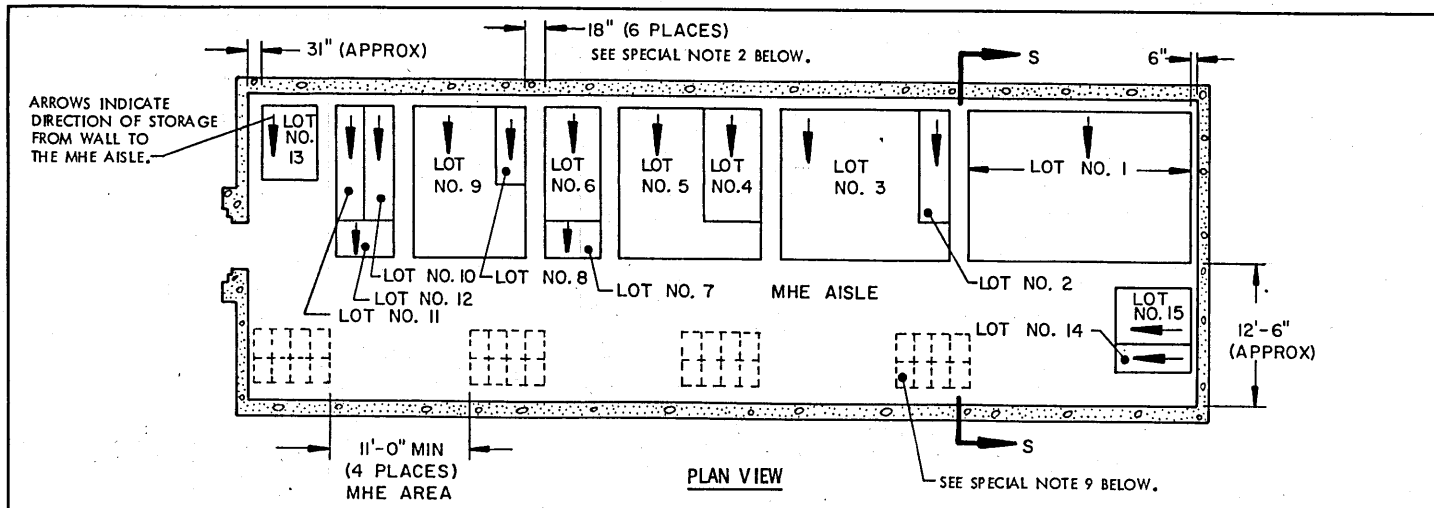 31" (APPROX)
18" (6 PLACES)
SEE SPECIAL NOTE 2 BELOW.
S
6"
ARROWS INDICATE
DIRECTION OF STORAGE
FROM WALL TO
THE MHE AISLE.
LOT
NO.
13
LOT
NO. 9
LOT
NO. 6
LOT
NO. 5
LOT
NO. 4
LOT
NO. 3
LOT NO. 1
LOT NO. 10
LOT NO. 8
LOT NO. 12
LOT NO. 7
LOT NO. 11
MHE AISLE
LOT NO. 2
LOT
NO. 15
LOT NO. 14
12'-6"
(APPROX)
11'-0" MIN
(4 PLACES)
MHE AREA
PLAN VIEW
S
SEE SPECIAL NOTE 9 BELOW.